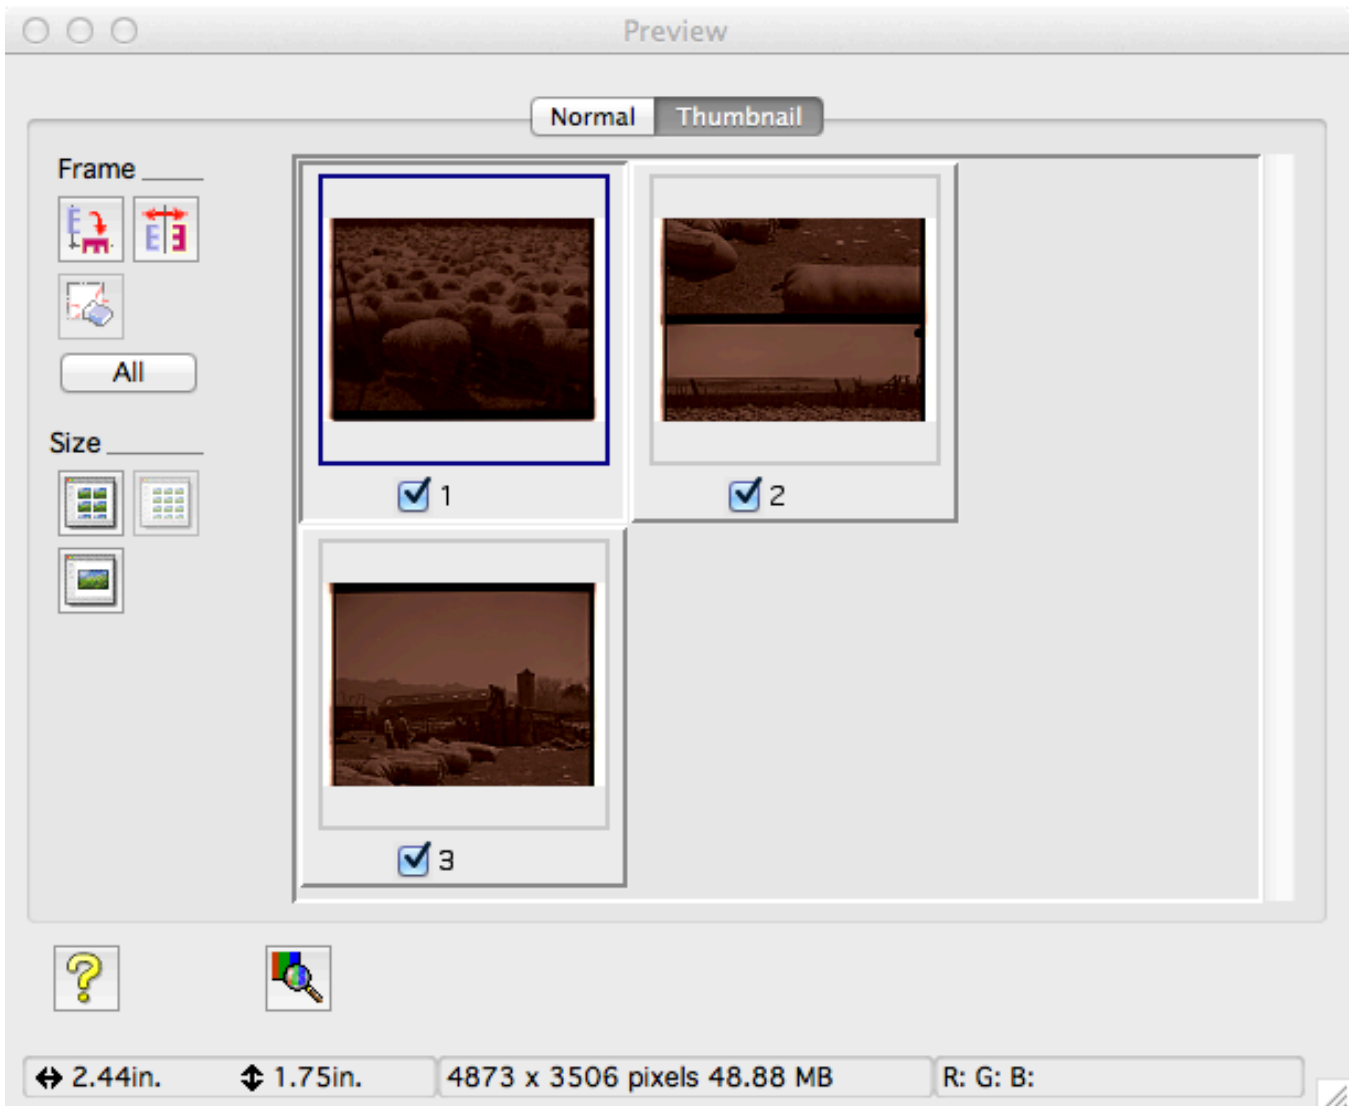 Preview
Normal Thumbnail
Frame
All
Size
1
2
3
2.44in. 1.75in. 4873 x 3506 pixels 48.88 MB R: G: B: